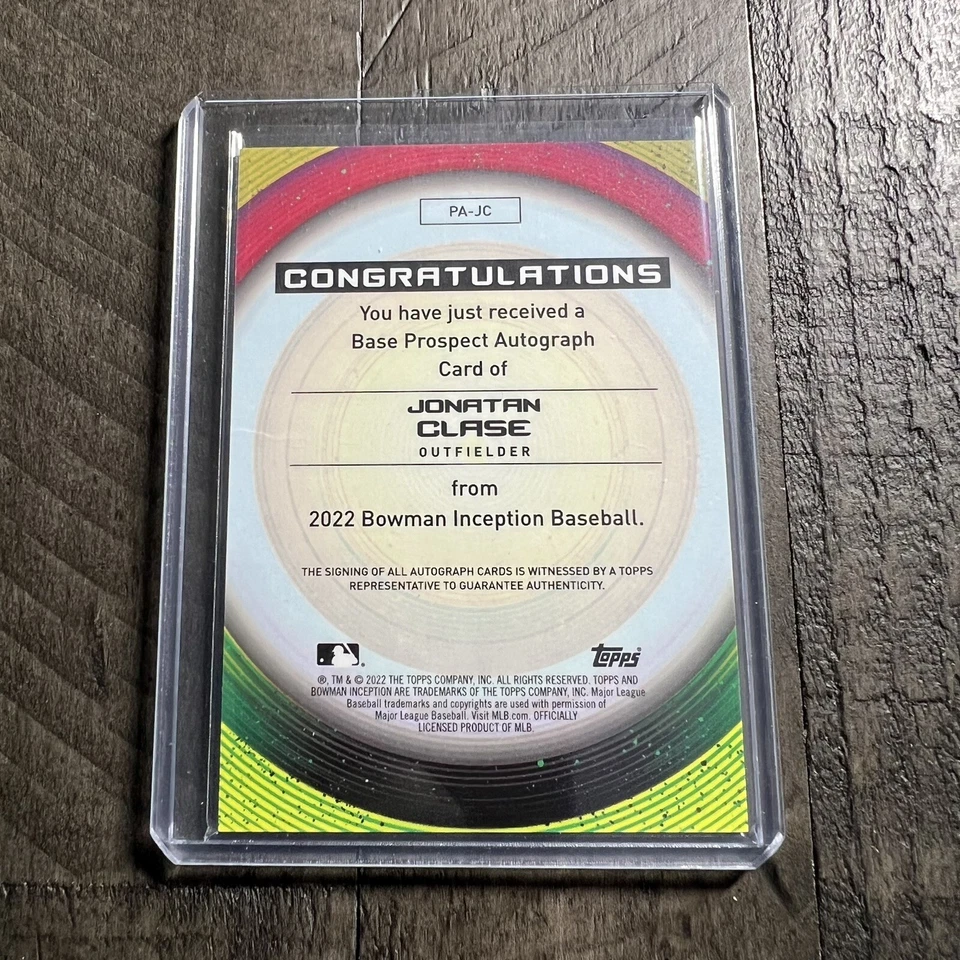 PA-JC
CONGRATULATIONS
You have just received a
Base Prospect Autograph
Card of
JONATAN
CLASE
OUTFIELDER
from
2022 Bowman Inception Baseball.
THE SIGNING OF ALL AUTOGRAPH CARDS IS WITNESSED BY A TOPPS
REPRESENTATIVE TO GUARANTEE AUTHENTICITY.
topps
®, TM & © 2022 THE TOPPS COMPANY, INC. ALL RIGHTS RESERVED. TOPPS AND
BOWMAN INCEPTION ARE TRADEMARKS OF THE TOPPS COMPANY, INC. Major League
Baseball trademarks and copyrights are used with permission of
Major League Baseball. Visit MLB.com. OFFICIALLY
LICENSED PRODUCT OF MLB.